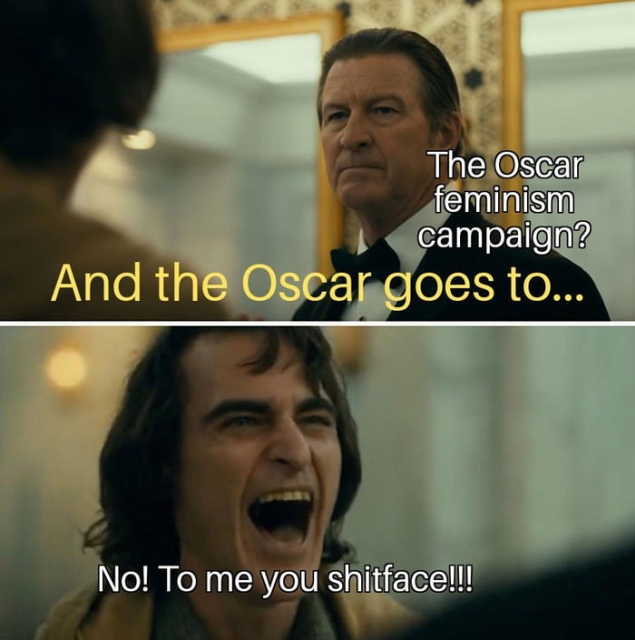 The Oscar
feminism
campaign?
And the Oscar goes to...
No! To me you shitface!!!